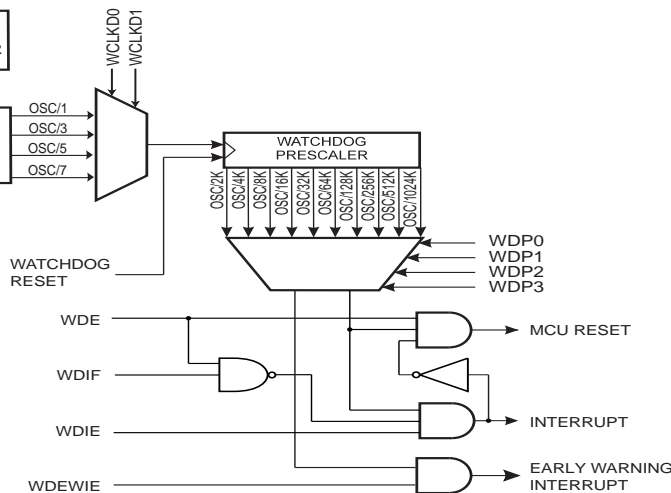 WCLKD0
WCLKD1
OSC/1
OSC/3
OSC/5
OSC/7
WATCHDOG
PRESCALER
OSC/2K
OSC/4K
OSC/8K
OSC/16K
OSC/32K
OSC/64K
OSC/128K
OSC/256K
OSC/512K
OSC/1024K
WDP0
WDP1
WDP2
WDP3
WATCHDOG
RESET
WDE
MCU RESET
WDIF
INTERRUPT
WDIE
EARLY WARNING
INTERRUPT
WDEWIE